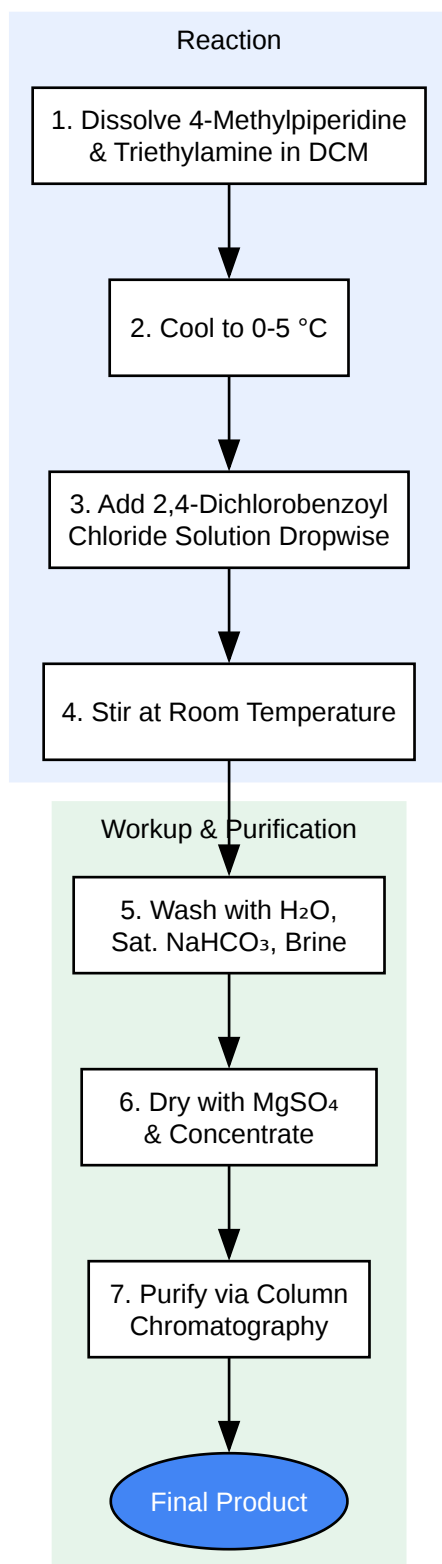 Reaction
1. Dissolve 4-Methylpiperidine
& Triethylamine in DCM
2. Cool to 0-5 °C
3. Add 2,4-Dichlorobenzoyl
Chloride Solution Dropwise
4. Stir at Room Temperature
Workup & Purification
5. Wash with H₂O,
Sat. NaHCO₃, Brine
6. Dry with MgSO₄
& Concentrate
7. Purify via Column
Chromatography
Final Product